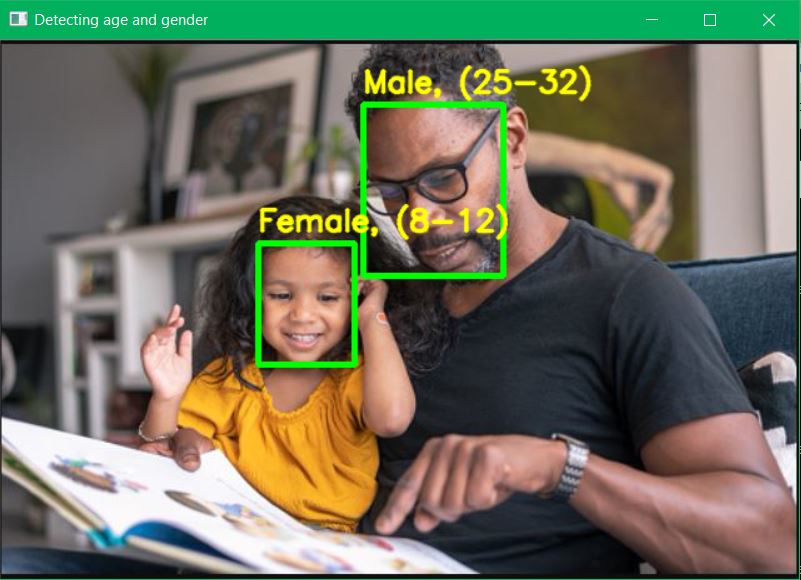 Detecting age and gender
Male, (25-32)
Female, (8-12)